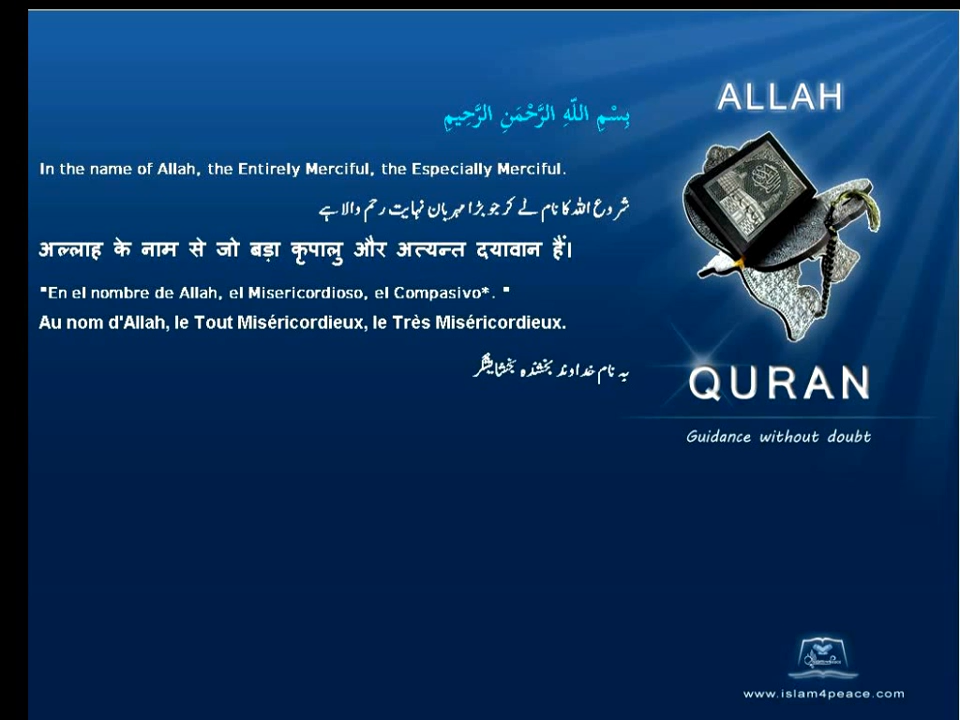 بِسْمِ اللّهِ الرَّحْمَنِ الرَّحِيمِ
In the name of Allah, the Entirely Merciful, the Especially Merciful.
شروع الله کا نام لے کر جو بڑا مہربان نہایت رحم والا ہے
अल्लाह के नाम से जो बड़ा कृपालु और अत्यन्त दयावान हैं।
"En el nombre de Allah, el Misericordioso, el Compasivo*. "
Au nom d'Allah, le Tout Miséricordieux, le Très Miséricordieux.
به نام خداوند بخشنده بخشایشگر
ALLAH
QURAN
Guidance without doubt
www.islam4peace.com